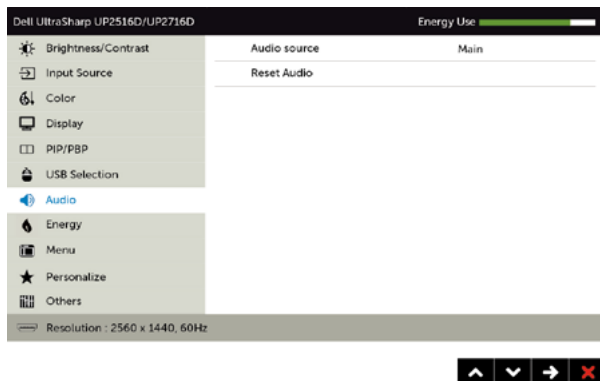 Dell UltraSharp UP2516D/UP2716D Energy Use
Brightness/Contrast Audio source Main
Input Source Reset Audio
Color
Display
PIP/PBP
USB Selection
Audio
Energy
Menu
Personalize
Others
Resolution : 2560 x 1440, 60Hz